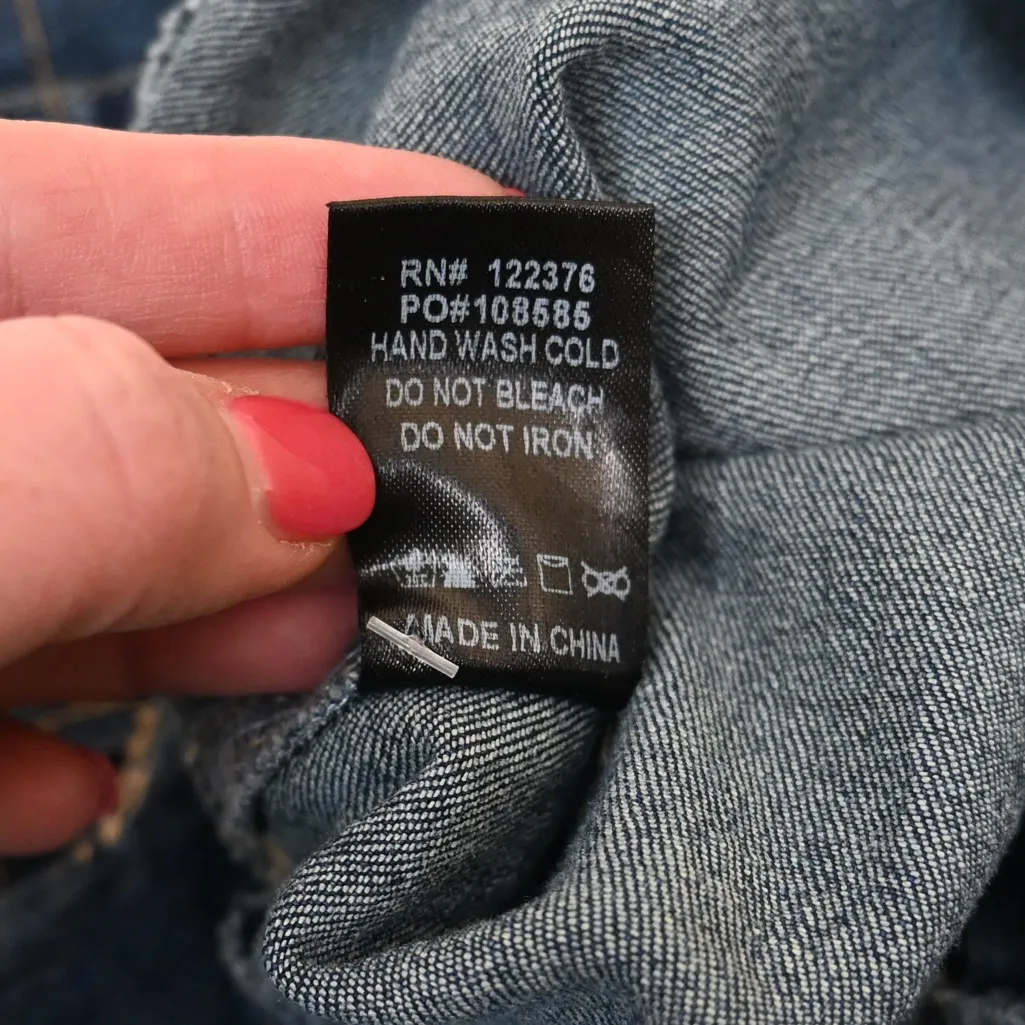 RN# 122376
PO#108585
HAND WASH COLD
DO NOT BLEACH
DO NOT IRON
MADE IN CHINA